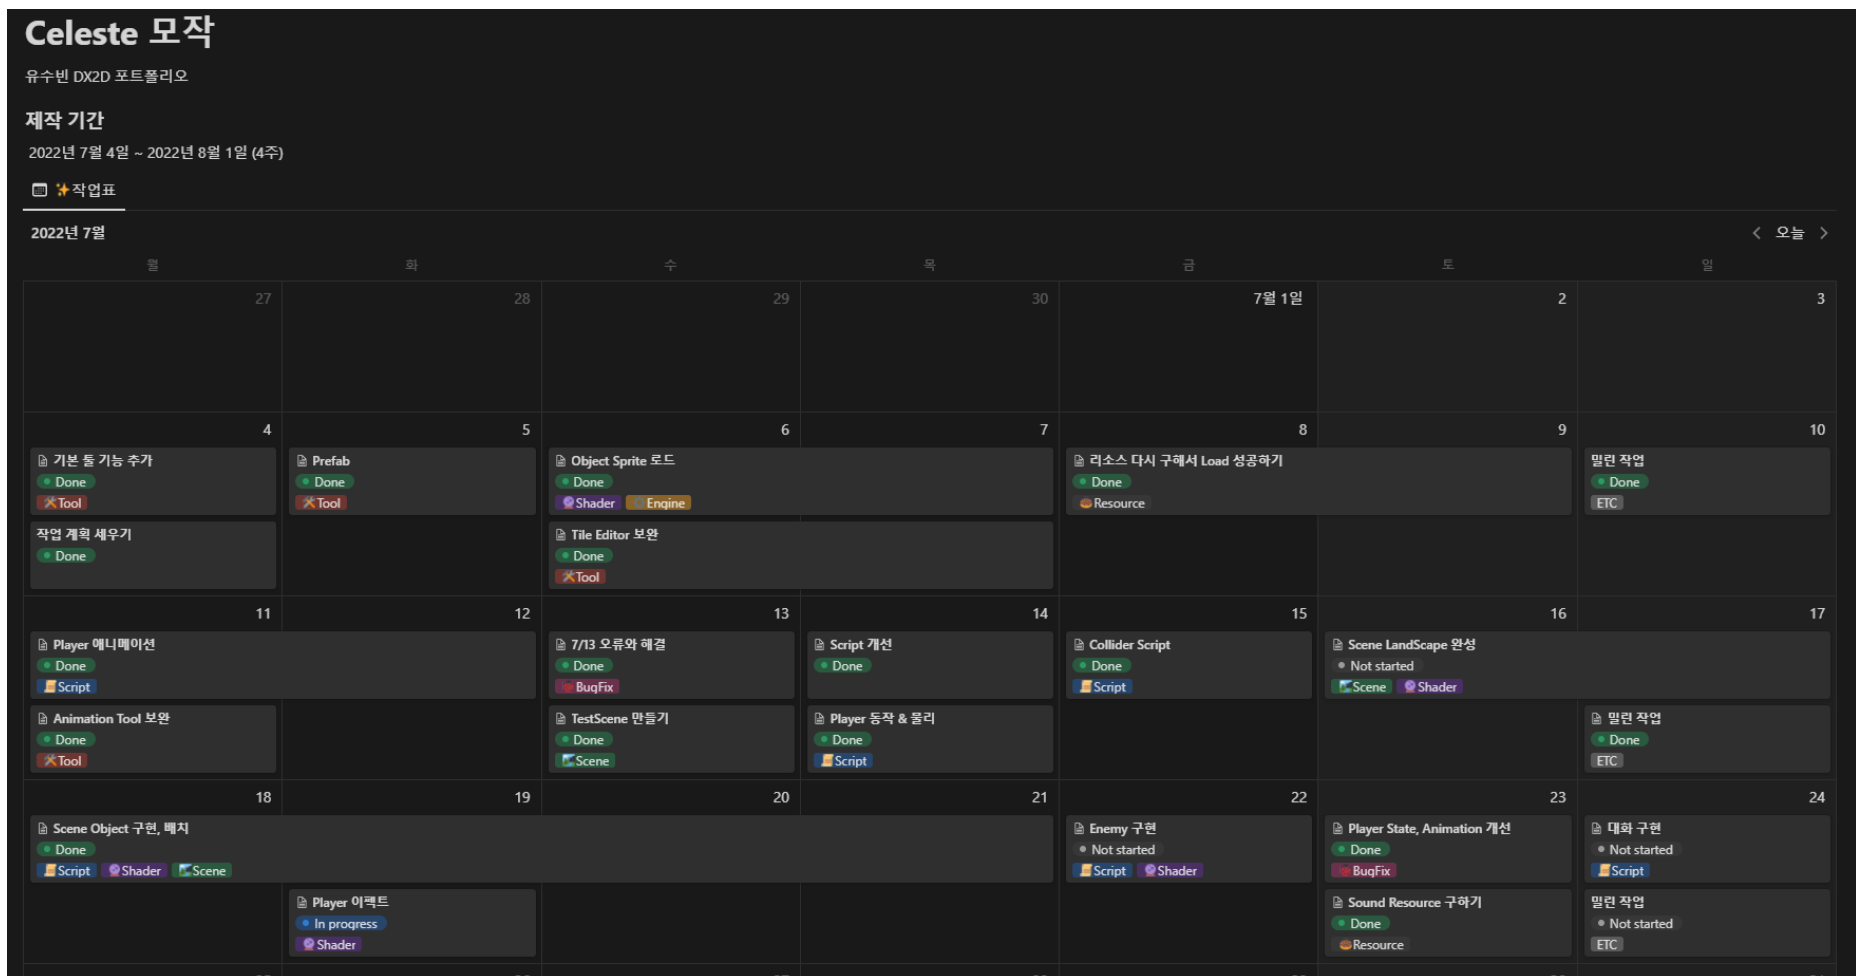 Celeste 모작
유수빈 DX2D 포트폴리오
제작 기간
2022년 7월 4일 ~ 2022년 8월 1일 (4주)
✨작업표
2022년 7월
오늘
월 화 수 목 금 토 일
27 28 29 30 7월 1일 2 3
4 5 6 7 8 9 10
기본 툴 기능 추가
Done
🛠Tool
작업 계획 세우기
Done
Prefab
Done
🛠Tool
Object Sprite 로드
Done
🔮Shader ⚙Engine
Tile Editor 보완
Done
🛠Tool
리소스 다시 구해서 Load 성공하기
Done
Resource
밀린 작업
Done
ETC
11 12 13 14 15 16 17
Player 애니메이션
Done
📜Script
Animation Tool 보완
Done
🛠Tool
7/13 오류와 해결
Done
BugFix
TestScene 만들기
Done
Scene
Script 개선
Done
Player 동작 & 물리
Done
📜Script
Collider Script
Done
📜Script
Scene LandScape 완성
Not started
Scene 🔮Shader
밀린 작업
Done
ETC
18 19 20 21 22 23 24
Scene Object 구현, 배치
Done
📜Script 🔮Shader Scene
Player 이펙트
In progress
🔮Shader
Enemy 구현
Not started
📜Script 🔮Shader
Player State, Animation 개선
Done
BugFix
Sound Resource 구하기
Done
Resource
대화 구현
Not started
📜Script
밀린 작업
Not started
ETC